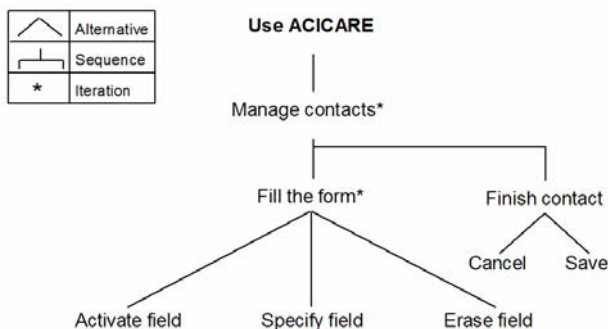 Alternative
Sequence
* Iteration
Use ACICARE
Manage contacts*
Fill the form*
Finish contact
Cancel Save
Activate field Specify field Erase field